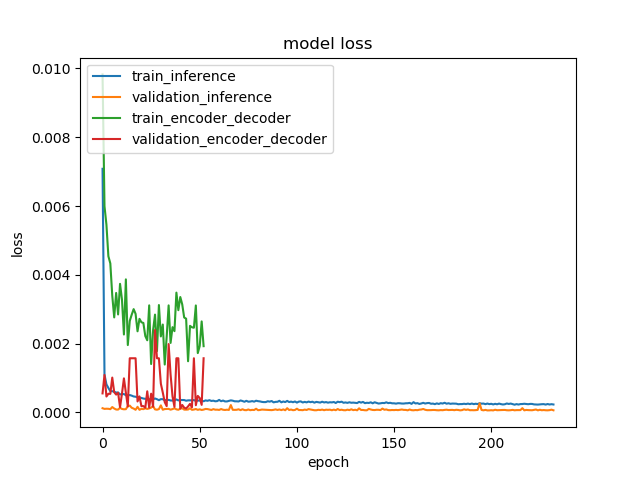 model loss
train_inference
validation_inference
train_encoder_decoder
validation_encoder_decoder
0.010
0.008
0.006
0.004
0.002
0.000
loss
0
50
100
150
200
epoch